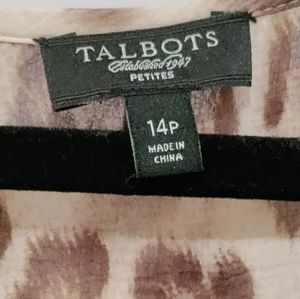 TALBOTS
Established 1947
PETITES
14P
MADE IN
CHINA